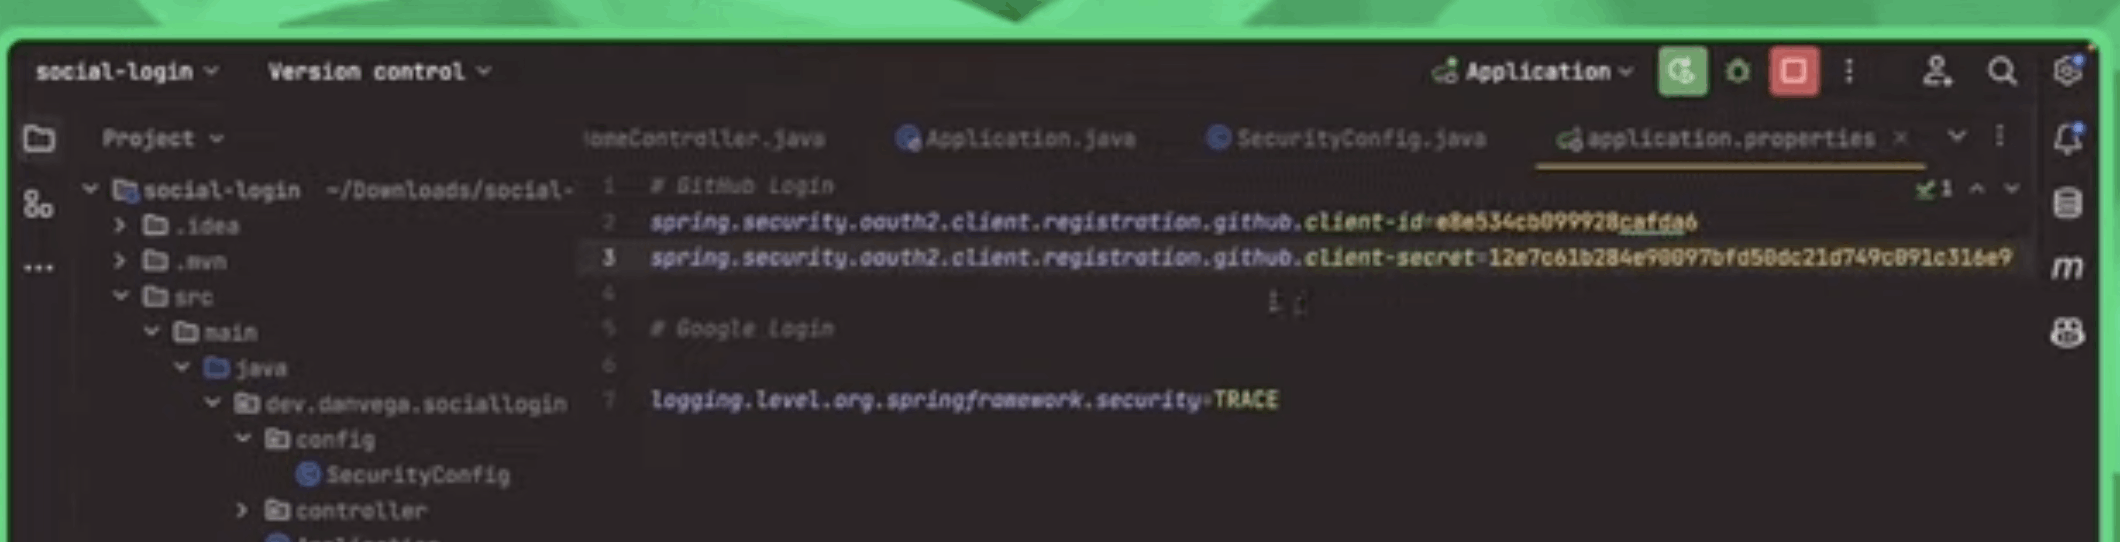 social-login
Version control
Application
Project
omeController.java
Application.java
SecurityConfig.java
application.properties
social-login ~/Downloads/social-
1 # GitHub Login
1
.idea
2 spring.security.oauth2.client.registration.github.client-id=e8e534cb099928cafda6
.mvn
3 spring.security.oauth2.client.registration.github.client-secret=12e7c61b284e90097bfd50dc21d749c091c316e9
m
src
4
main
5 # Google Login
6
java
dev.danvega.sociallogin
7 logging.level.org.springframework.security=TRACE
config
SecurityConfig
controller